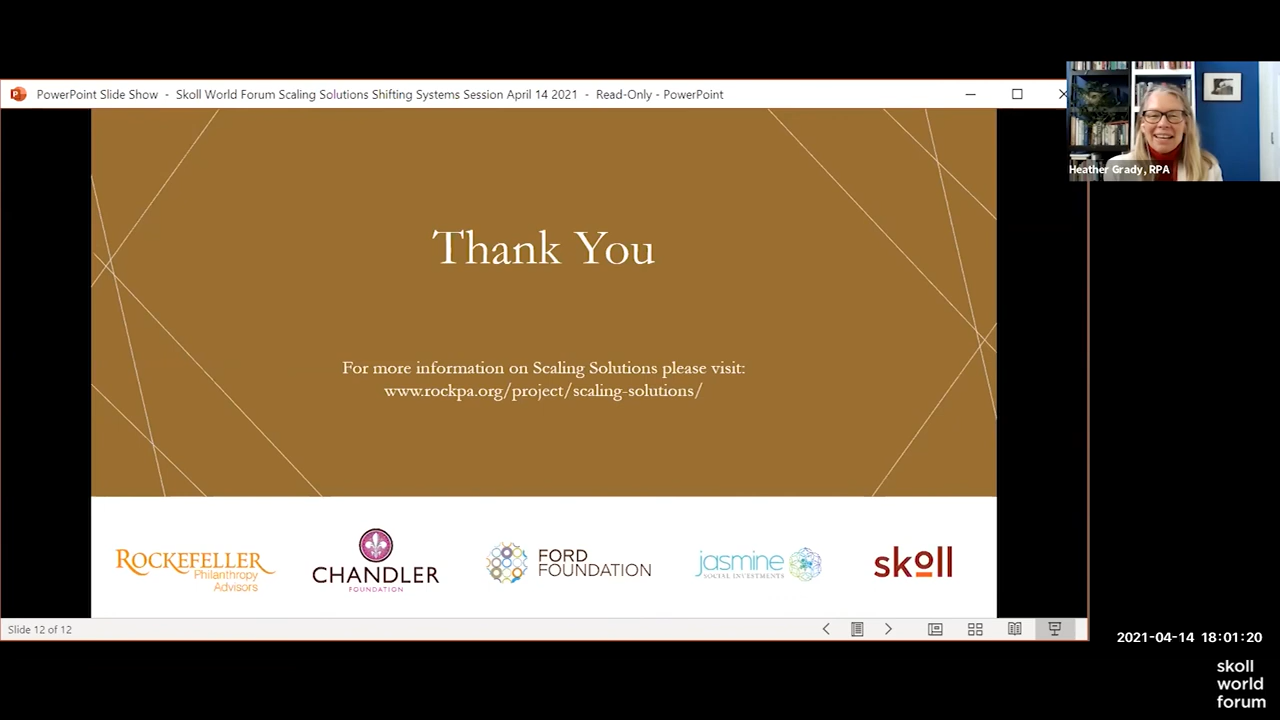 PowerPoint Slide Show - Skoll World Forum Scaling Solutions Shifting Systems Session April 14 2021 - Read-Only - PowerPoint
Heather Grady, RPA
Thank You
For more information on Scaling Solutions please visit:
www.rockpa.org/project/scaling-solutions/
ROCKEFELLER
Philanthropy
Advisors
CHANDLER
FOUNDATION
FORD
FOUNDATION
jasmine
SOCIAL INVESTMENTS
skoll
Slide 12 of 12
2021-04-14 18:01:20
skoll
world
forum